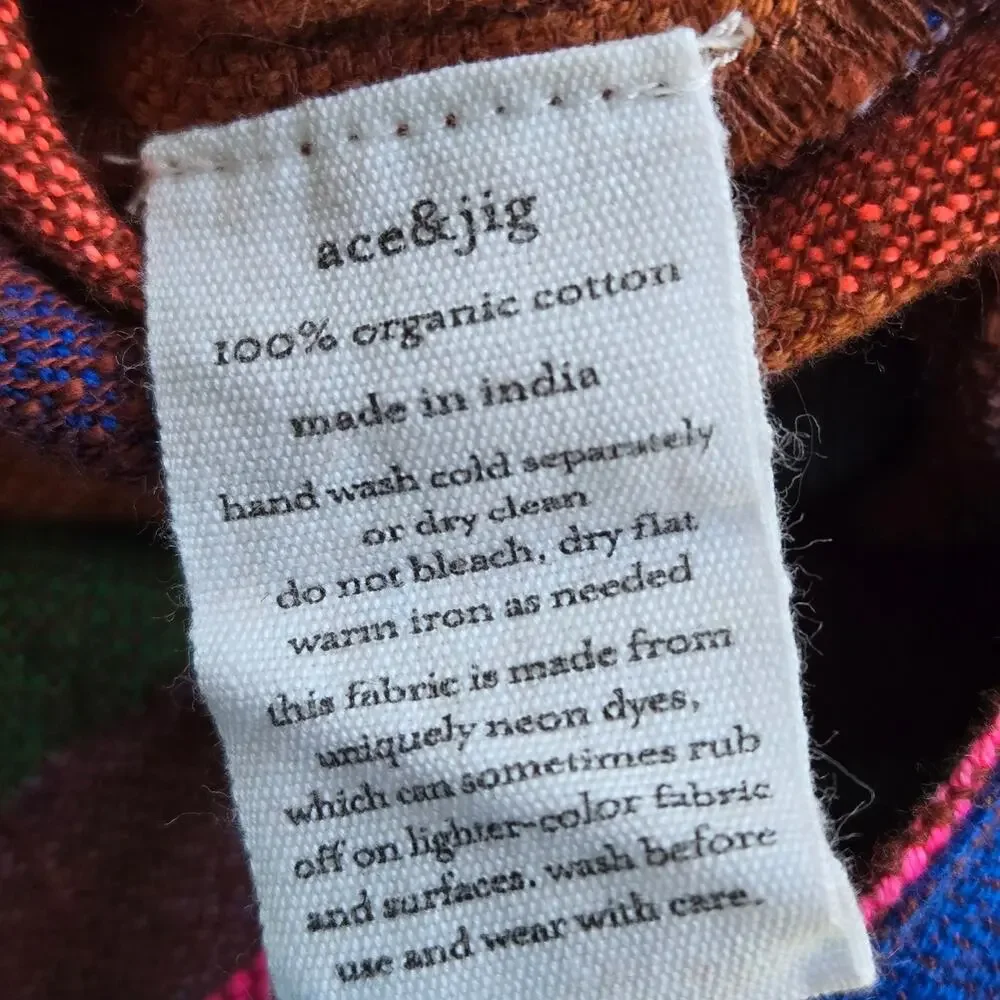 ace&jig
100% organic cotton
made in india
hand wash cold separately
or dry clean
do not bleach, dry flat
warm iron as needed
this fabric is made from
uniquely neon dyes,
which can sometimes rub
off on lighter-color fabric
and surfaces. wash before
use and wear with care.